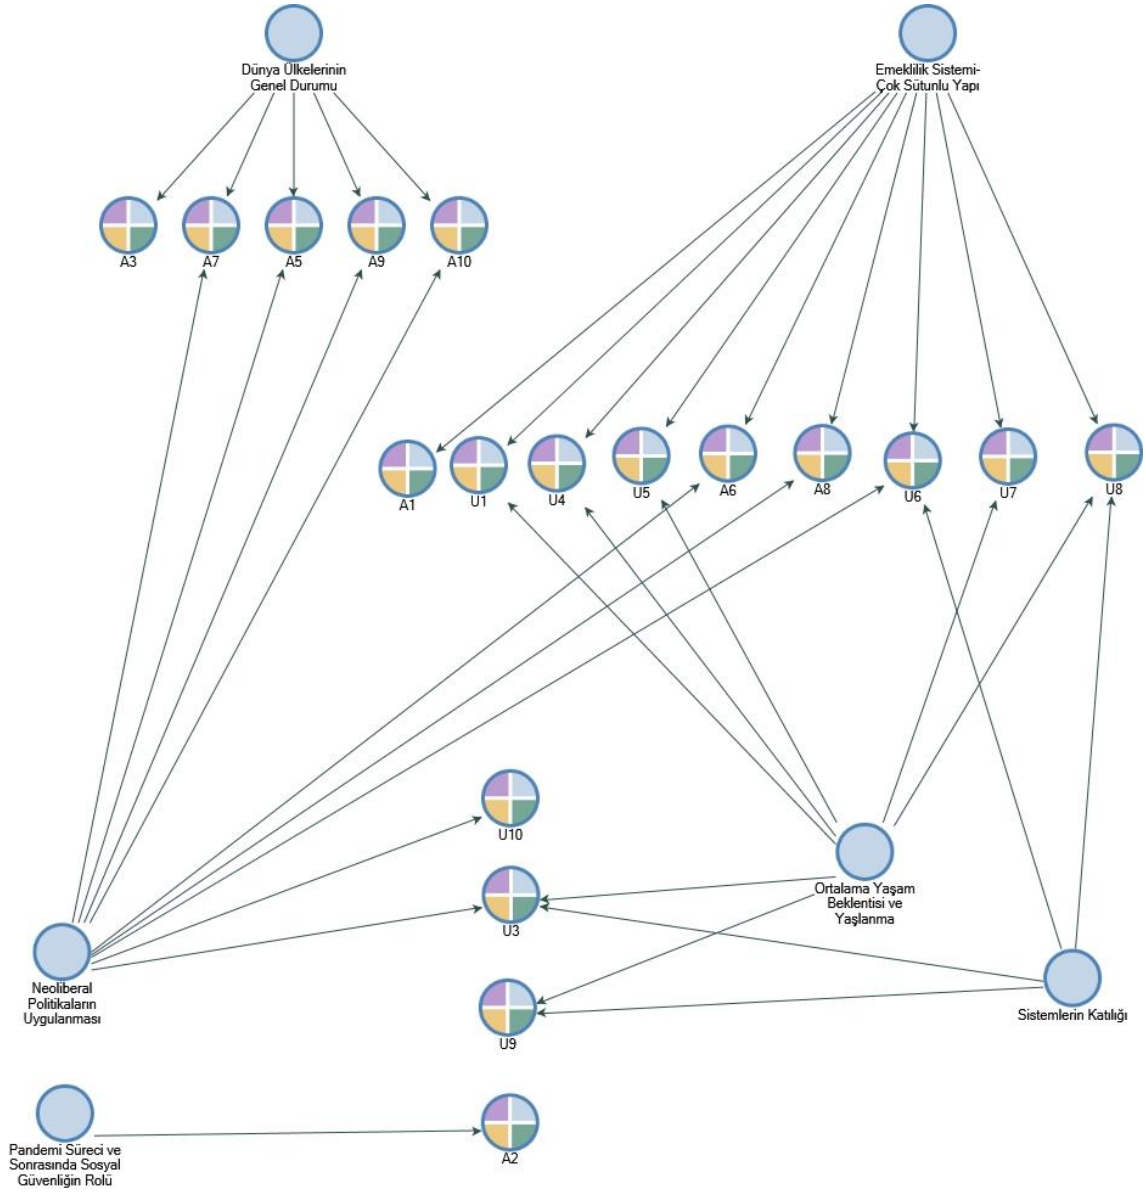 Dünya Ülkelerinin
Genel Durumu
Emeklilik Sistemi-
Çok Sütunlu Yapı
A3
A7
A5
A9
A10
A1
U1
U4
U5
A6
A8
U6
U7
U8
U10
U3
Ortalama Yaşam
Beklentisi ve
Yaşlanma
Neoliberal
Politikaların
Uygulanması
Sistemlerin Katılığı
U9
Pandemi Süreci ve
Sonrasında Sosyal
Güvenliğin Rolü
A2